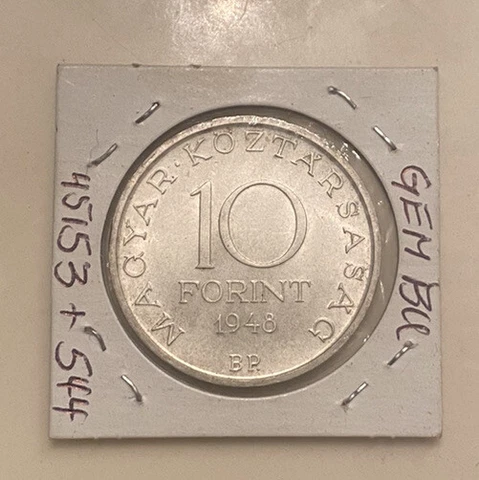 MAGYAR·KÖZTÁRSASÁG
10
FORINT
1948
BP.
GEM BU
45153 + 544